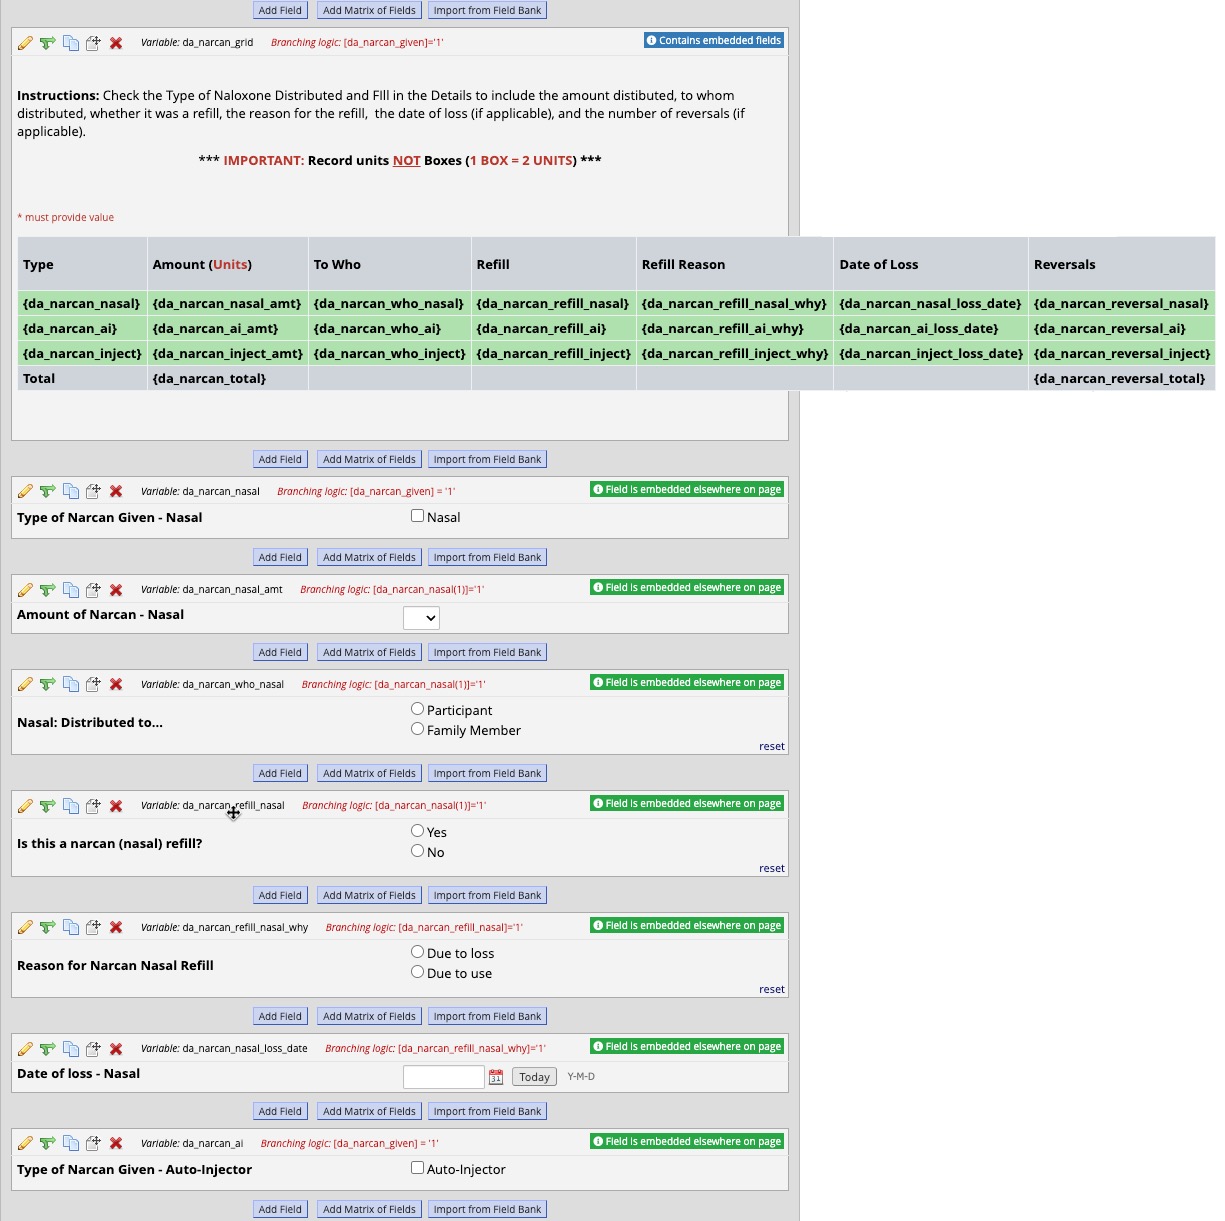 Add Field Add Matrix of Fields Import from Field Bank
Variable: da_narcan_grid Branching logic: [da_narcan_given]='1' Contains embedded fields
Instructions: Check the Type of Naloxone Distributed and FIll in the Details to include the amount distibuted, to whom
distributed, whether it was a refill, the reason for the refill, the date of loss (if applicable), and the number of reversals (if
applicable).
*** IMPORTANT: Record units NOT Boxes (1 BOX = 2 UNITS) ***
* must provide value
Type Amount (Units) To Who Refill Refill Reason Date of Loss Reversals
{da_narcan_nasal} {da_narcan_nasal_amt} {da_narcan_who_nasal} {da_narcan_refill_nasal} {da_narcan_refill_nasal_why} {da_narcan_nasal_loss_date} {da_narcan_reversal_nasal}
{da_narcan_ai} {da_narcan_ai_amt} {da_narcan_who_ai} {da_narcan_refill_ai} {da_narcan_refill_ai_why} {da_narcan_ai_loss_date} {da_narcan_reversal_ai}
{da_narcan_inject} {da_narcan_inject_amt} {da_narcan_who_inject} {da_narcan_refill_inject} {da_narcan_refill_inject_why} {da_narcan_inject_loss_date} {da_narcan_reversal_inject}
Total {da_narcan_total} {da_narcan_reversal_total}
Add Field Add Matrix of Fields Import from Field Bank
Variable: da_narcan_nasal Branching logic: [da_narcan_given] = '1' Field is embedded elsewhere on page
Type of Narcan Given - Nasal Nasal
Add Field Add Matrix of Fields Import from Field Bank
Variable: da_narcan_nasal_amt Branching logic: [da_narcan_nasal(1)]='1' Field is embedded elsewhere on page
Amount of Narcan - Nasal
Add Field Add Matrix of Fields Import from Field Bank
Variable: da_narcan_who_nasal Branching logic: [da_narcan_nasal(1)]='1' Field is embedded elsewhere on page
Participant
Nasal: Distributed to...
Family Member
reset
Add Field Add Matrix of Fields Import from Field Bank
Variable: da_narcan_refill_nasal Branching logic: [da_narcan_nasal(1)]='1' Field is embedded elsewhere on page
Yes
Is this a narcan (nasal) refill?
No
reset
Add Field Add Matrix of Fields Import from Field Bank
Variable: da_narcan_refill_nasal_why Branching logic: [da_narcan_refill_nasal]='1' Field is embedded elsewhere on page
Due to loss
Reason for Narcan Nasal Refill
Due to use
reset
Add Field Add Matrix of Fields Import from Field Bank
Variable: da_narcan_nasal_loss_date Branching logic: [da_narcan_refill_nasal_why]='1' Field is embedded elsewhere on page
Date of loss - Nasal 31 Today Y-M-D
Add Field Add Matrix of Fields Import from Field Bank
Variable: da_narcan_ai Branching logic: [da_narcan_given] = '1' Field is embedded elsewhere on page
Type of Narcan Given - Auto-Injector Auto-Injector
Add Field Add Matrix of Fields Import from Field Bank